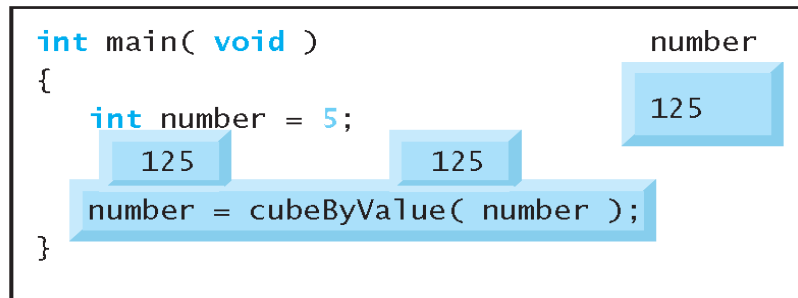 int main( void )
number
{
125
int number = 5;
125 125
number = cubeByValue( number );
}